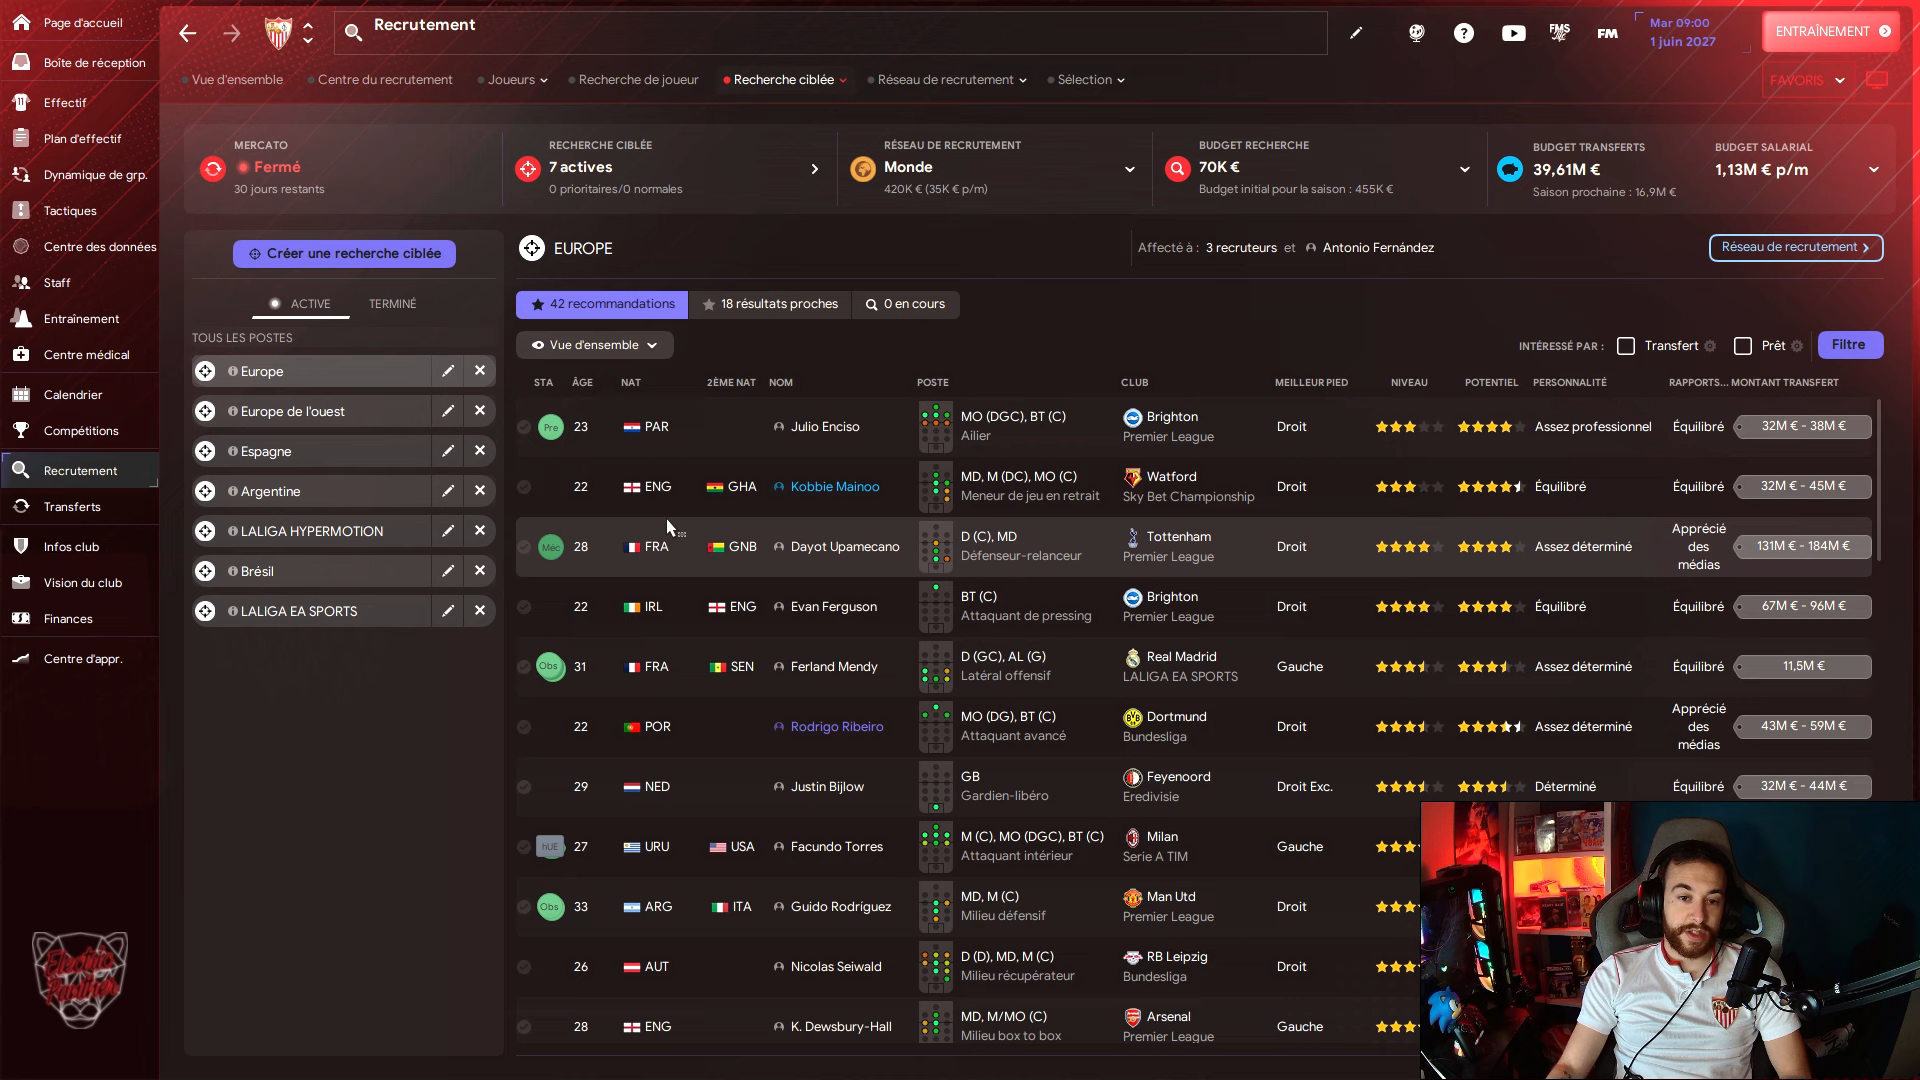 Page d'accueil
Boîte de réception
Effectif
Plan d'effectif
Dynamique de grp.
Tactiques
Centre des données
Staff
Entraînement
Centre médical
Calendrier
Compétitions
Recrutement
Transferts
Infos club
Vision du club
Finances
Centre d'appr.
Electric Panther
Recrutement
FMS
FM
Mar 09:00
1 juin 2027
ENTRAÎNEMENT
Vue d'ensemble
Centre du recrutement
Joueurs
Recherche de joueur
Recherche ciblée
Réseau de recrutement
Sélection
FAVORIS
MERCATO
Fermé
30 jours restants
RECHERCHE CIBLÉE
7 actives
0 prioritaires/0 normales
RÉSEAU DE RECRUTEMENT
Monde
420K € (35K € p/m)
BUDGET RECHERCHE
70K €
Budget initial pour la saison : 455K €
BUDGET TRANSFERTS
39,61M €
Saison prochaine : 16,9M €
BUDGET SALARIAL
1,13M € p/m
Créer une recherche ciblée
ACTIVE TERMINÉ
TOUS LES POSTES
Europe
Europe de l'ouest
Espagne
Argentine
LALIGA HYPERMOTION
Brésil
LALIGA EA SPORTS
EUROPE
Affecté à : 3 recruteurs et Antonio Fernández
Réseau de recrutement
42 recommandations 18 résultats proches 0 en cours
Vue d'ensemble
INTÉRESSÉ PAR : Transfert Prêt Filtre
STA ÂGE NAT 2ÈME NAT NOM POSTE CLUB MEILLEUR PIED NIVEAU POTENTIEL PERSONNALITÉ RAPPORTS... MONTANT TRANSFERT
Pre 23 PAR Julio Enciso MO (DGC), BT (C) Brighton Droit Assez professionnel Équilibré 32M € - 38M €
Ailier Premier League
22 ENG GHA Kobbie Mainoo MD, M (DC), MO (C) Watford Droit Équilibré Équilibré 32M € - 45M €
Meneur de jeu en retrait Sky Bet Championship
Méc 28 FRA GNB Dayot Upamecano D (C), MD Tottenham Droit Assez déterminé Apprécié des médias 131M € - 184M €
Défenseur-relanceur Premier League
22 IRL ENG Evan Ferguson BT (C) Brighton Droit Équilibré Équilibré 67M € - 96M €
Attaquant de pressing Premier League
Obs 31 FRA SEN Ferland Mendy D (GC), AL (G) Real Madrid Gauche Assez déterminé Équilibré 11,5M €
Latéral offensif LALIGA EA SPORTS
22 POR Rodrigo Ribeiro MO (DG), BT (C) Dortmund Droit Assez déterminé Apprécié des médias 43M € - 59M €
Attaquant avancé Bundesliga
29 NED Justin Bijlow GB Feyenoord Droit Exc. Déterminé Équilibré 32M € - 44M €
Gardien-libéro Eredivisie
hUE 27 URU USA Facundo Torres M (C), MO (DGC), BT (C) Milan Gauche
Attaquant intérieur Serie A TIM
Obs 33 ARG ITA Guido Rodríguez MD, M (C) Man Utd Droit
Milieu défensif Premier League
26 AUT Nicolas Seiwald D (D), MD, M (C) RB Leipzig Droit
Milieu récupérateur Bundesliga
28 ENG K. Dewsbury-Hall MD, M/MO (C) Arsenal Gauche
Milieu box to box Premier League